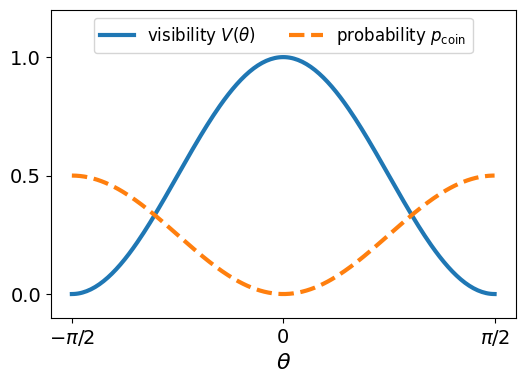 visibility V(θ)
probability p_coin
1.0
0.5
0.0
−π/2
0
π/2
θ